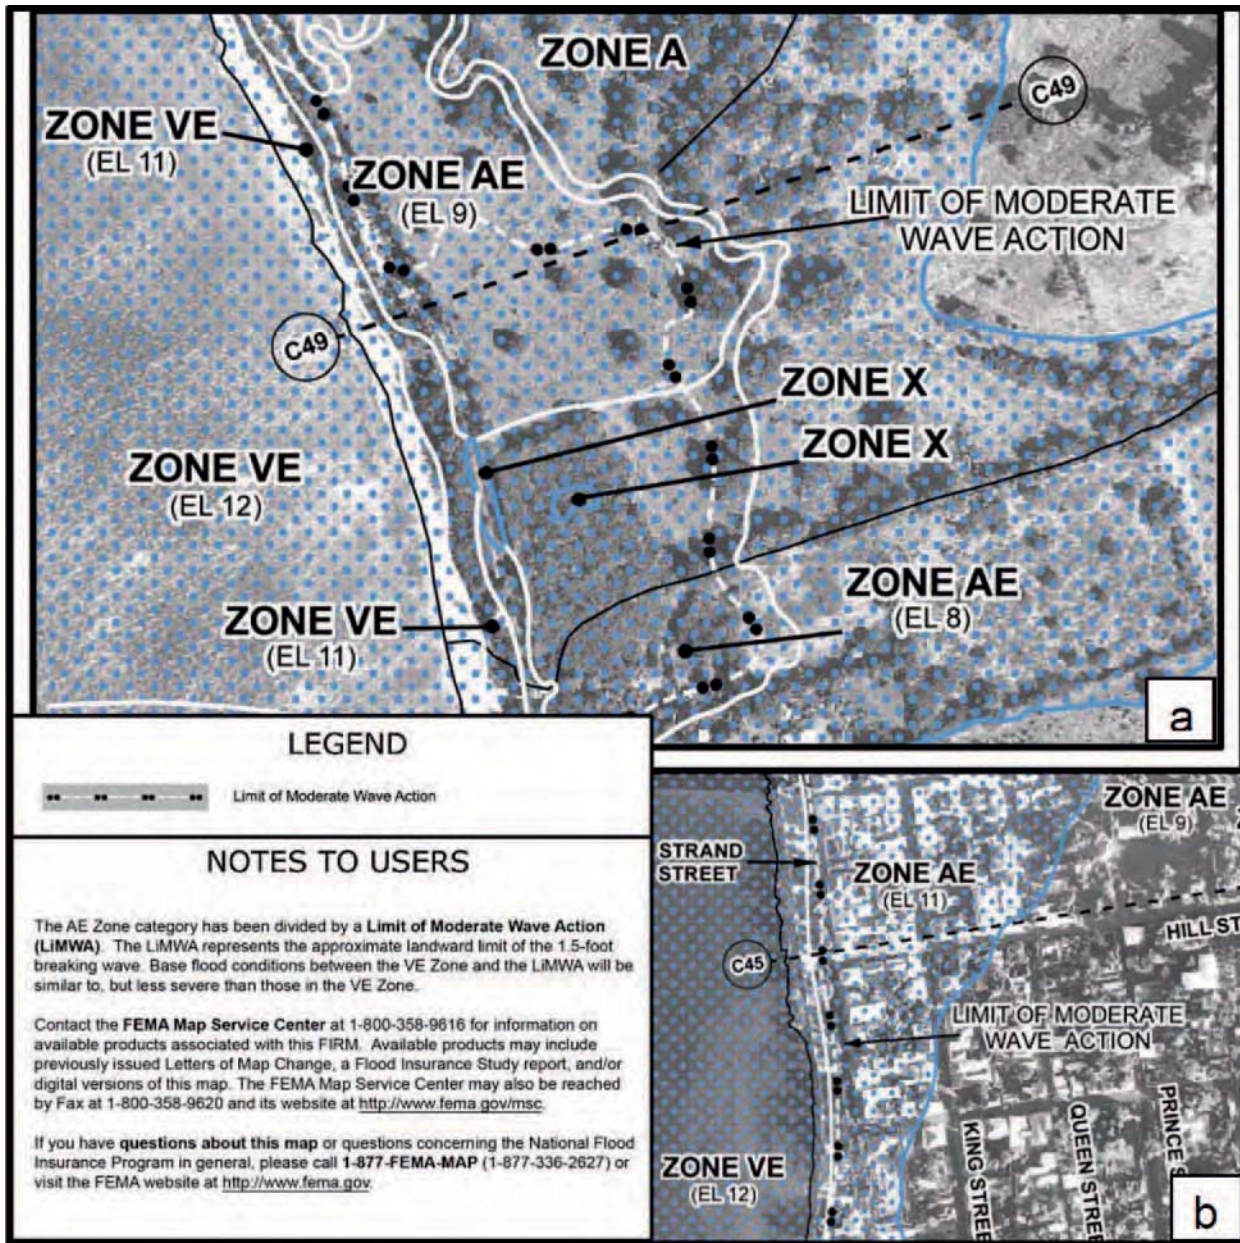 ZONE A
C49
ZONE VE
(EL 11)
ZONE AE
(EL 9)
LIMIT OF MODERATE
WAVE ACTION
C49
ZONE X
ZONE X
ZONE VE
(EL 12)
ZONE AE
(EL 8)
ZONE VE
(EL 11)
a
LEGEND
Limit of Moderate Wave Action
NOTES TO USERS
The AE Zone category has been divided by a Limit of Moderate Wave Action
(LiMWA). The LiMWA represents the approximate landward limit of the 1.5-foot
breaking wave. Base flood conditions between the VE Zone and the LiMWA will be
similar to, but less severe than those in the VE Zone.
Contact the FEMA Map Service Center at 1-800-358-9616 for information on
available products associated with this FIRM. Available products may include
previously issued Letters of Map Change, a Flood Insurance Study report, and/or
digital versions of this map. The FEMA Map Service Center may also be reached
by Fax at 1-800-358-9620 and its website at http://www.fema.gov/msc.
If you have questions about this map or questions concerning the National Flood
Insurance Program in general, please call 1-877-FEMA-MAP (1-877-336-2627) or
visit the FEMA website at http://www.fema.gov.
ZONE AE
(EL 9)
STRAND
STREET
ZONE AE
(EL 11)
HILL ST
C45
LIMIT OF MODERATE
WAVE ACTION
ZONE VE
(EL 12)
KING STREE
QUEEN STREE
PRINCE S
b